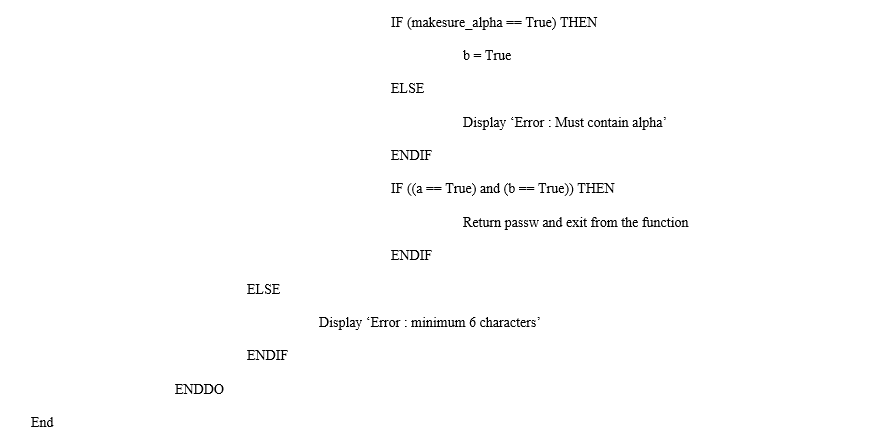 IF (makesure_alpha == True) THEN
b = True
ELSE
Display ‘Error : Must contain alpha’
ENDIF
IF ((a == True) and (b == True)) THEN
Return passw and exit from the function
ENDIF
ELSE
Display ‘Error : minimum 6 characters’
ENDIF
ENDDO
End